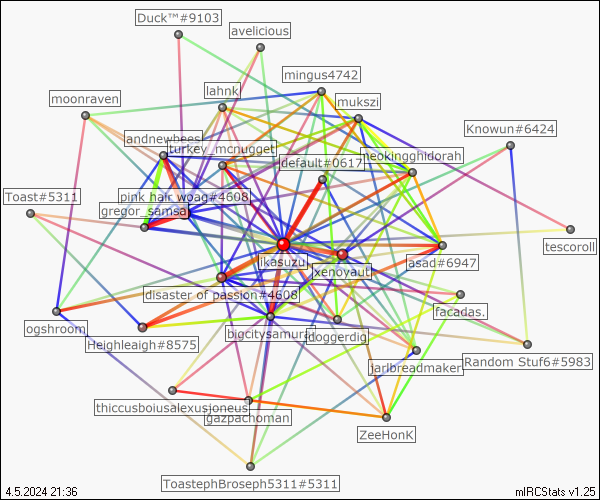 Duck™#9103
avelicious
mingus4742
lahnk
moonraven
mukszi
Knowun#6424
andnewbees
turkey_mcnugget
neokingghidorah
default#0617
Toast#5311
pink hair woag#4608
gregor_samsa
tescoroll
ikasuzu
xenoyaut
asad#6947
disaster of passion#4608
facadas.
ogshroom
bigcitysamurai
doggerdig
rheighleagh#8575
jarlbreadmaker
Random Stuf6#5983
thiccusboiusalexusjoneus
gazpachoman
ZeeHonK
ToastephBroseph5311#5311
4.5.2024 21:36
mIRCStats v1.25